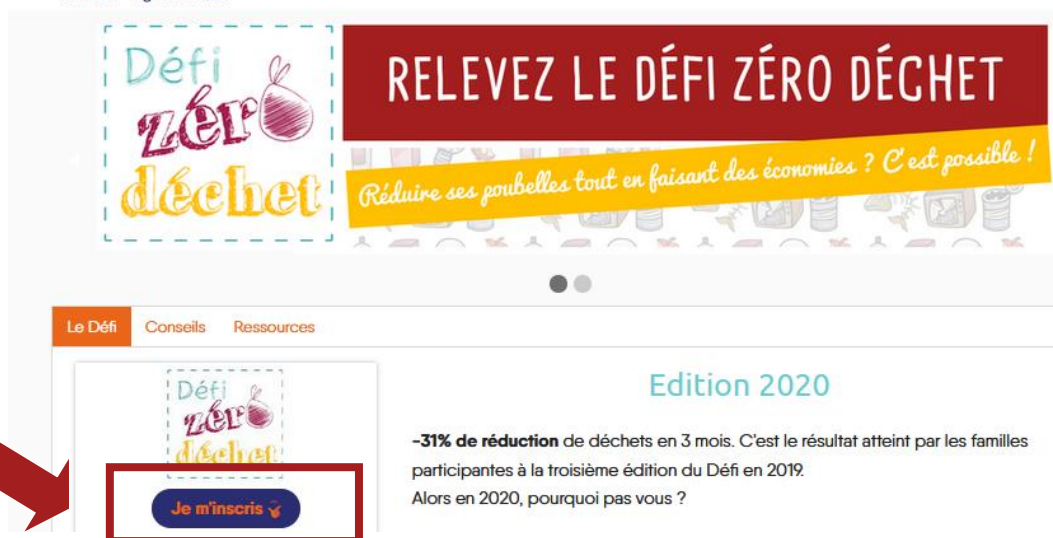 Défi
zéro
déchet
RELEVEZ LE DÉFI ZÉRO DÉCHET
Réduire ses poubelles tout en faisant des économies ? C'est possible !
Le Défi Conseils Ressources
Défi
zéro
déchet
Je m'inscris
Edition 2020
-31% de réduction de déchets en 3 mois. C'est le résultat atteint par les familles
participantes à la troisième édition du Défi en 2019.
Alors en 2020, pourquoi pas vous ?